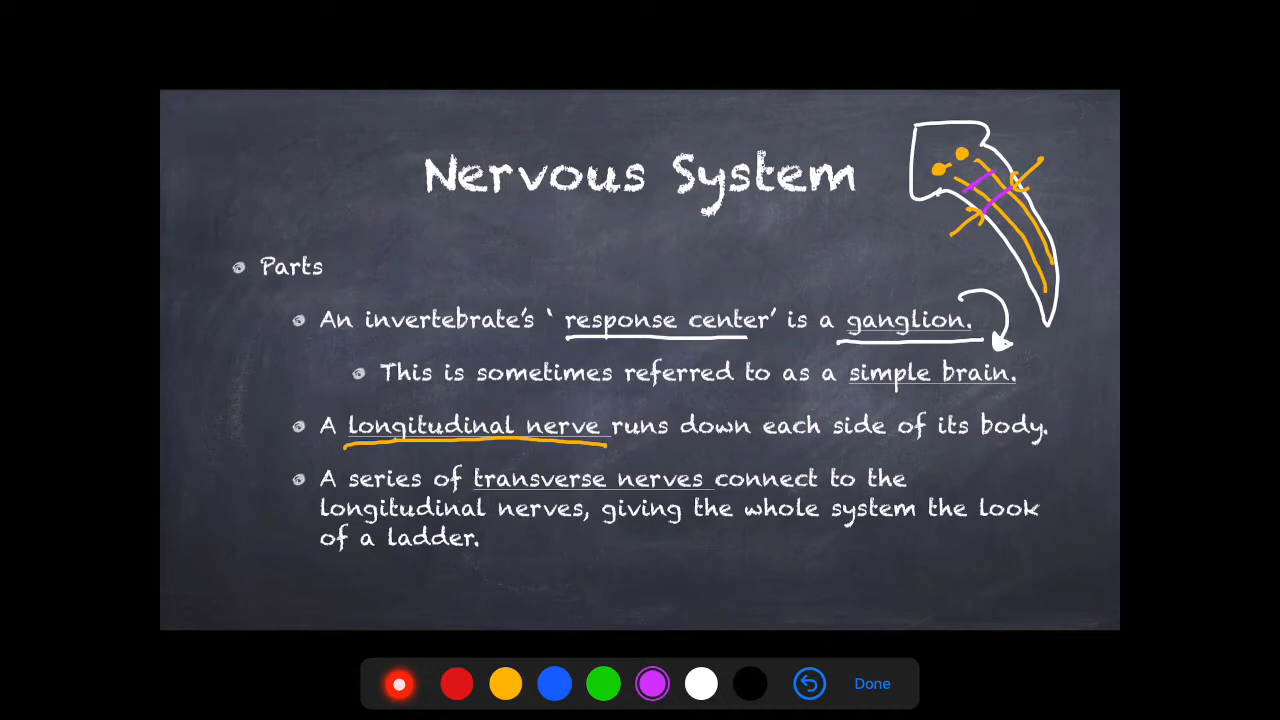 Nervous System
Parts
An invertebrate's ‘ response center’ is a ganglion.
This is sometimes referred to as a simple brain.
A longitudinal nerve runs down each side of its body.
A series of transverse nerves connect to the
longitudinal nerves, giving the whole system the look
of a ladder.
Done